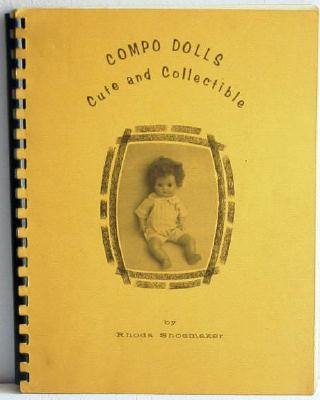 COMPO DOLLS
Cute and Collectible
by
Rhoda Shoemaker